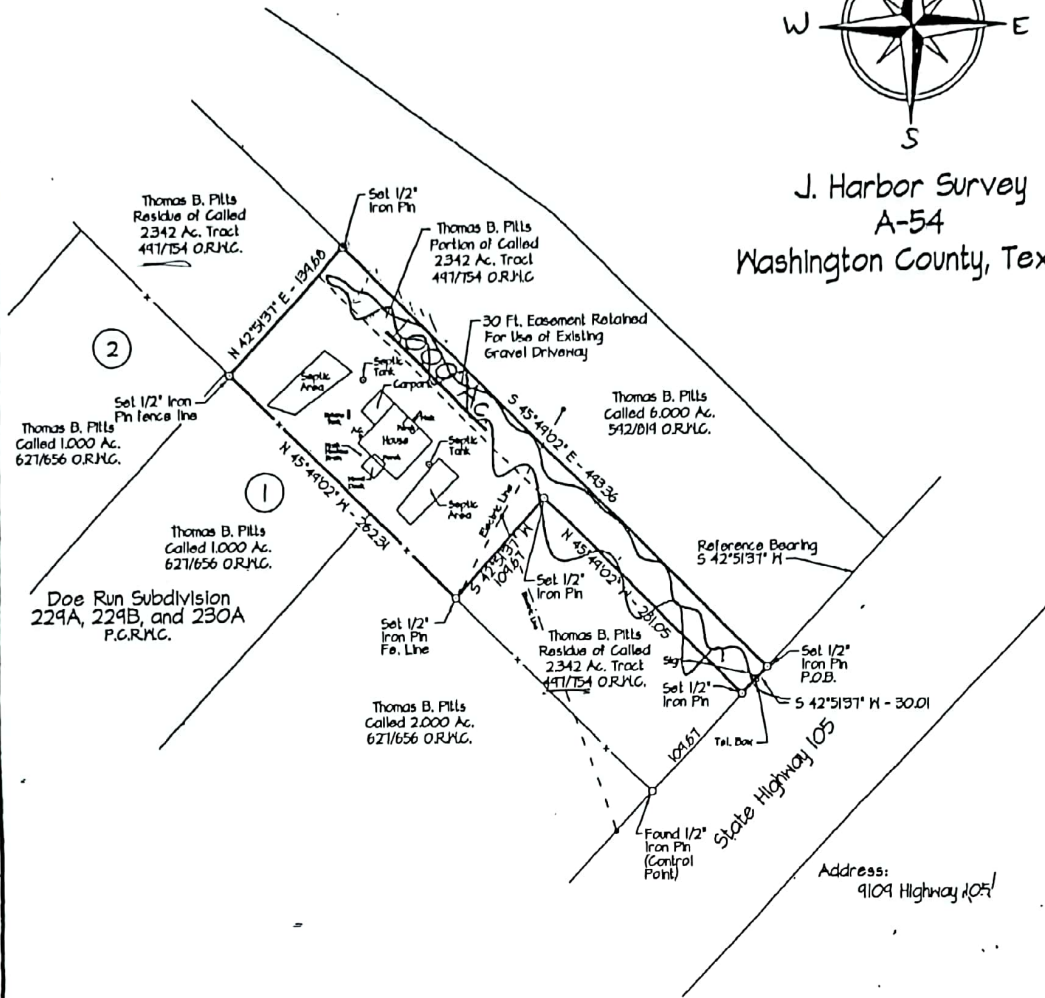 W
E
S
J. Harbor Survey
A-54
Washington County, Tex
Thomas B. Pitts
Residue of Called
2.342 Ac. Tract
497/754 O.R.W.C.
Set 1/2"
Iron Pin
Thomas B. Pitts
Portion of Called
2.342 Ac. Tract
497/754 O.R.W.C
30 Ft. Easement Retained
For Use of Existing
Gravel Driveway
N 42°51'37" E - 139.68
2
Septic
Area
Septic
Tank
Carport
A/C
House
Septic
Tank
Septic
Area
Electric Line
Set 1/2" Iron
Pin fence line
Thomas B. Pitts
Called 1.000 Ac.
627/656 O.R.W.C.
S 45°49'02" E - 493.36
Thomas B. Pitts
Called 6.000 Ac.
592/819 O.R.W.C.
N 45°49'02" W - 262.31
1
Thomas B. Pitts
Called 1.000 Ac.
627/656 O.R.W.C.
Reference Bearing
S 42°51'37" W
S 42°51'37" W
109.67
N 45°49'02" W - 231.05
Set 1/2"
Iron Pin
Doe Run Subdivision
229A, 229B, and 230A
P.C.R.W.C.
Set 1/2"
Iron Pin
Fe. Line
Thomas B. Pitts
Residue of Called
2.342 Ac. Tract
497/754 O.R.W.C.
Sign
Set 1/2"
Iron Pin
Set 1/2"
Iron Pin
P.O.B.
S 42°51'37" W - 30.01
Tel. Box
Thomas B. Pitts
Called 2.000 Ac.
627/656 O.R.W.C.
109.67
State Highway 105
Found 1/2"
Iron Pin
(Control
Point)
Address:
9109 Highway 105